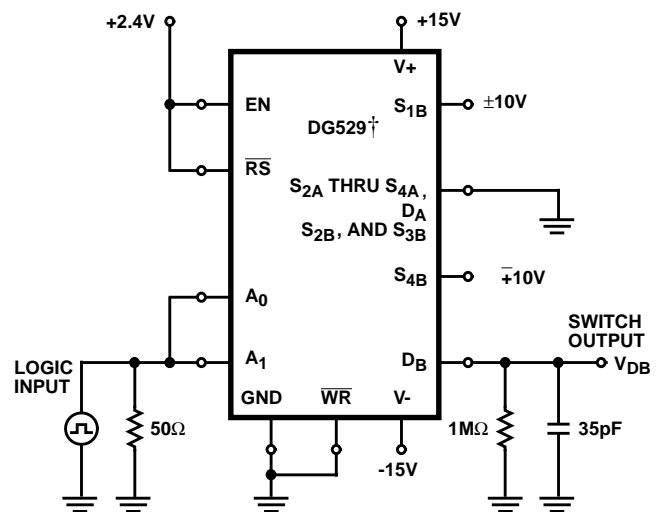 +2.4V
+15V
V+
EN
S1B
±10V
DG529†
RS
S2A THRU S4A,
DA
S2B, AND S3B
S4B
∓10V
A0
LOGIC
INPUT
A1
DB
SWITCH
OUTPUT
VDB
GND
WR
V-
50Ω
-15V
1MΩ
35pF